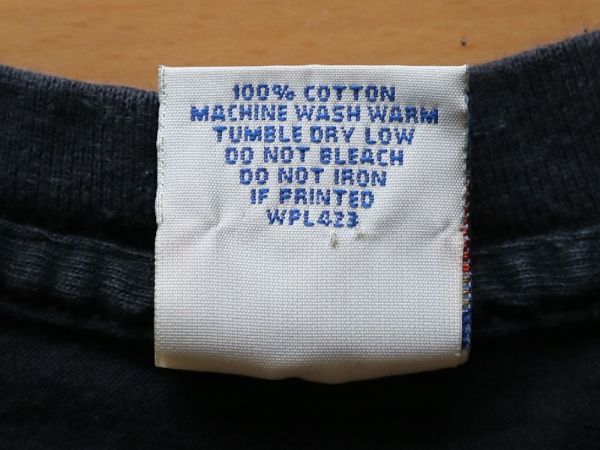 100% COTTON
MACHINE WASH WARM
TUMBLE DRY LOW
DO NOT BLEACH
DO NOT IRON
IF PRINTED
WPL423